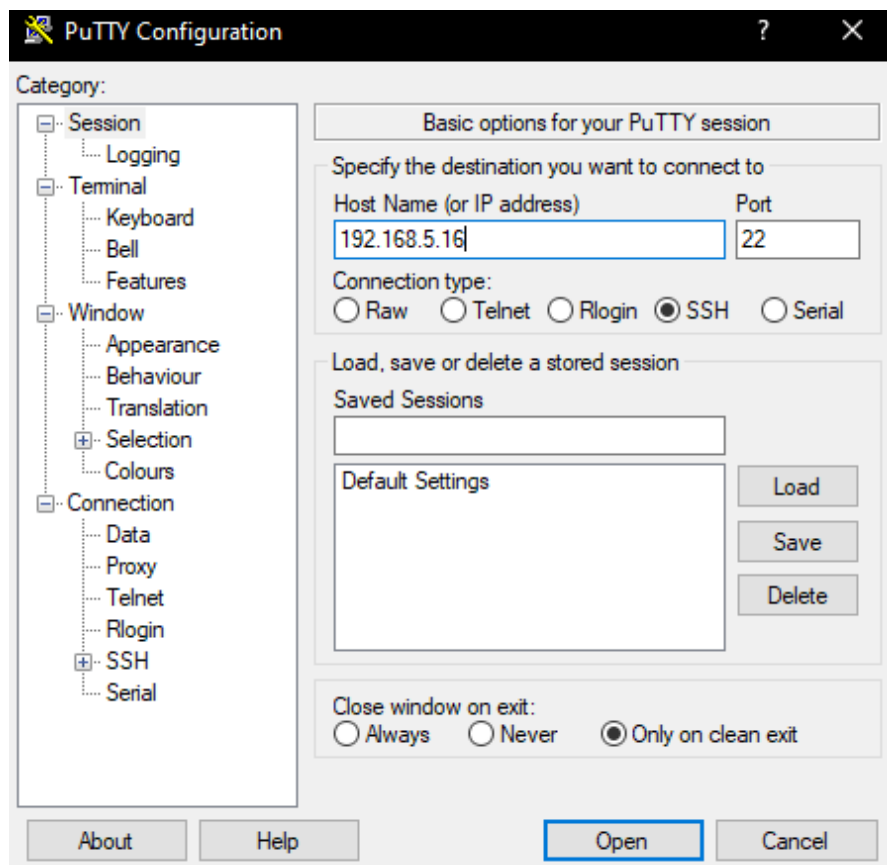 PuTTY Configuration
?
Category:
Session
Logging
Terminal
Keyboard
Bell
Features
Window
Appearance
Behaviour
Translation
Selection
Colours
Connection
Data
Proxy
Telnet
Rlogin
SSH
Serial
Basic options for your PuTTY session
Specify the destination you want to connect to
Host Name (or IP address) Port
192.168.5.16 22
Connection type:
Raw Telnet Rlogin SSH Serial
Load, save or delete a stored session
Saved Sessions
Default Settings
Load
Save
Delete
Close window on exit:
Always Never Only on clean exit
About Help Open Cancel